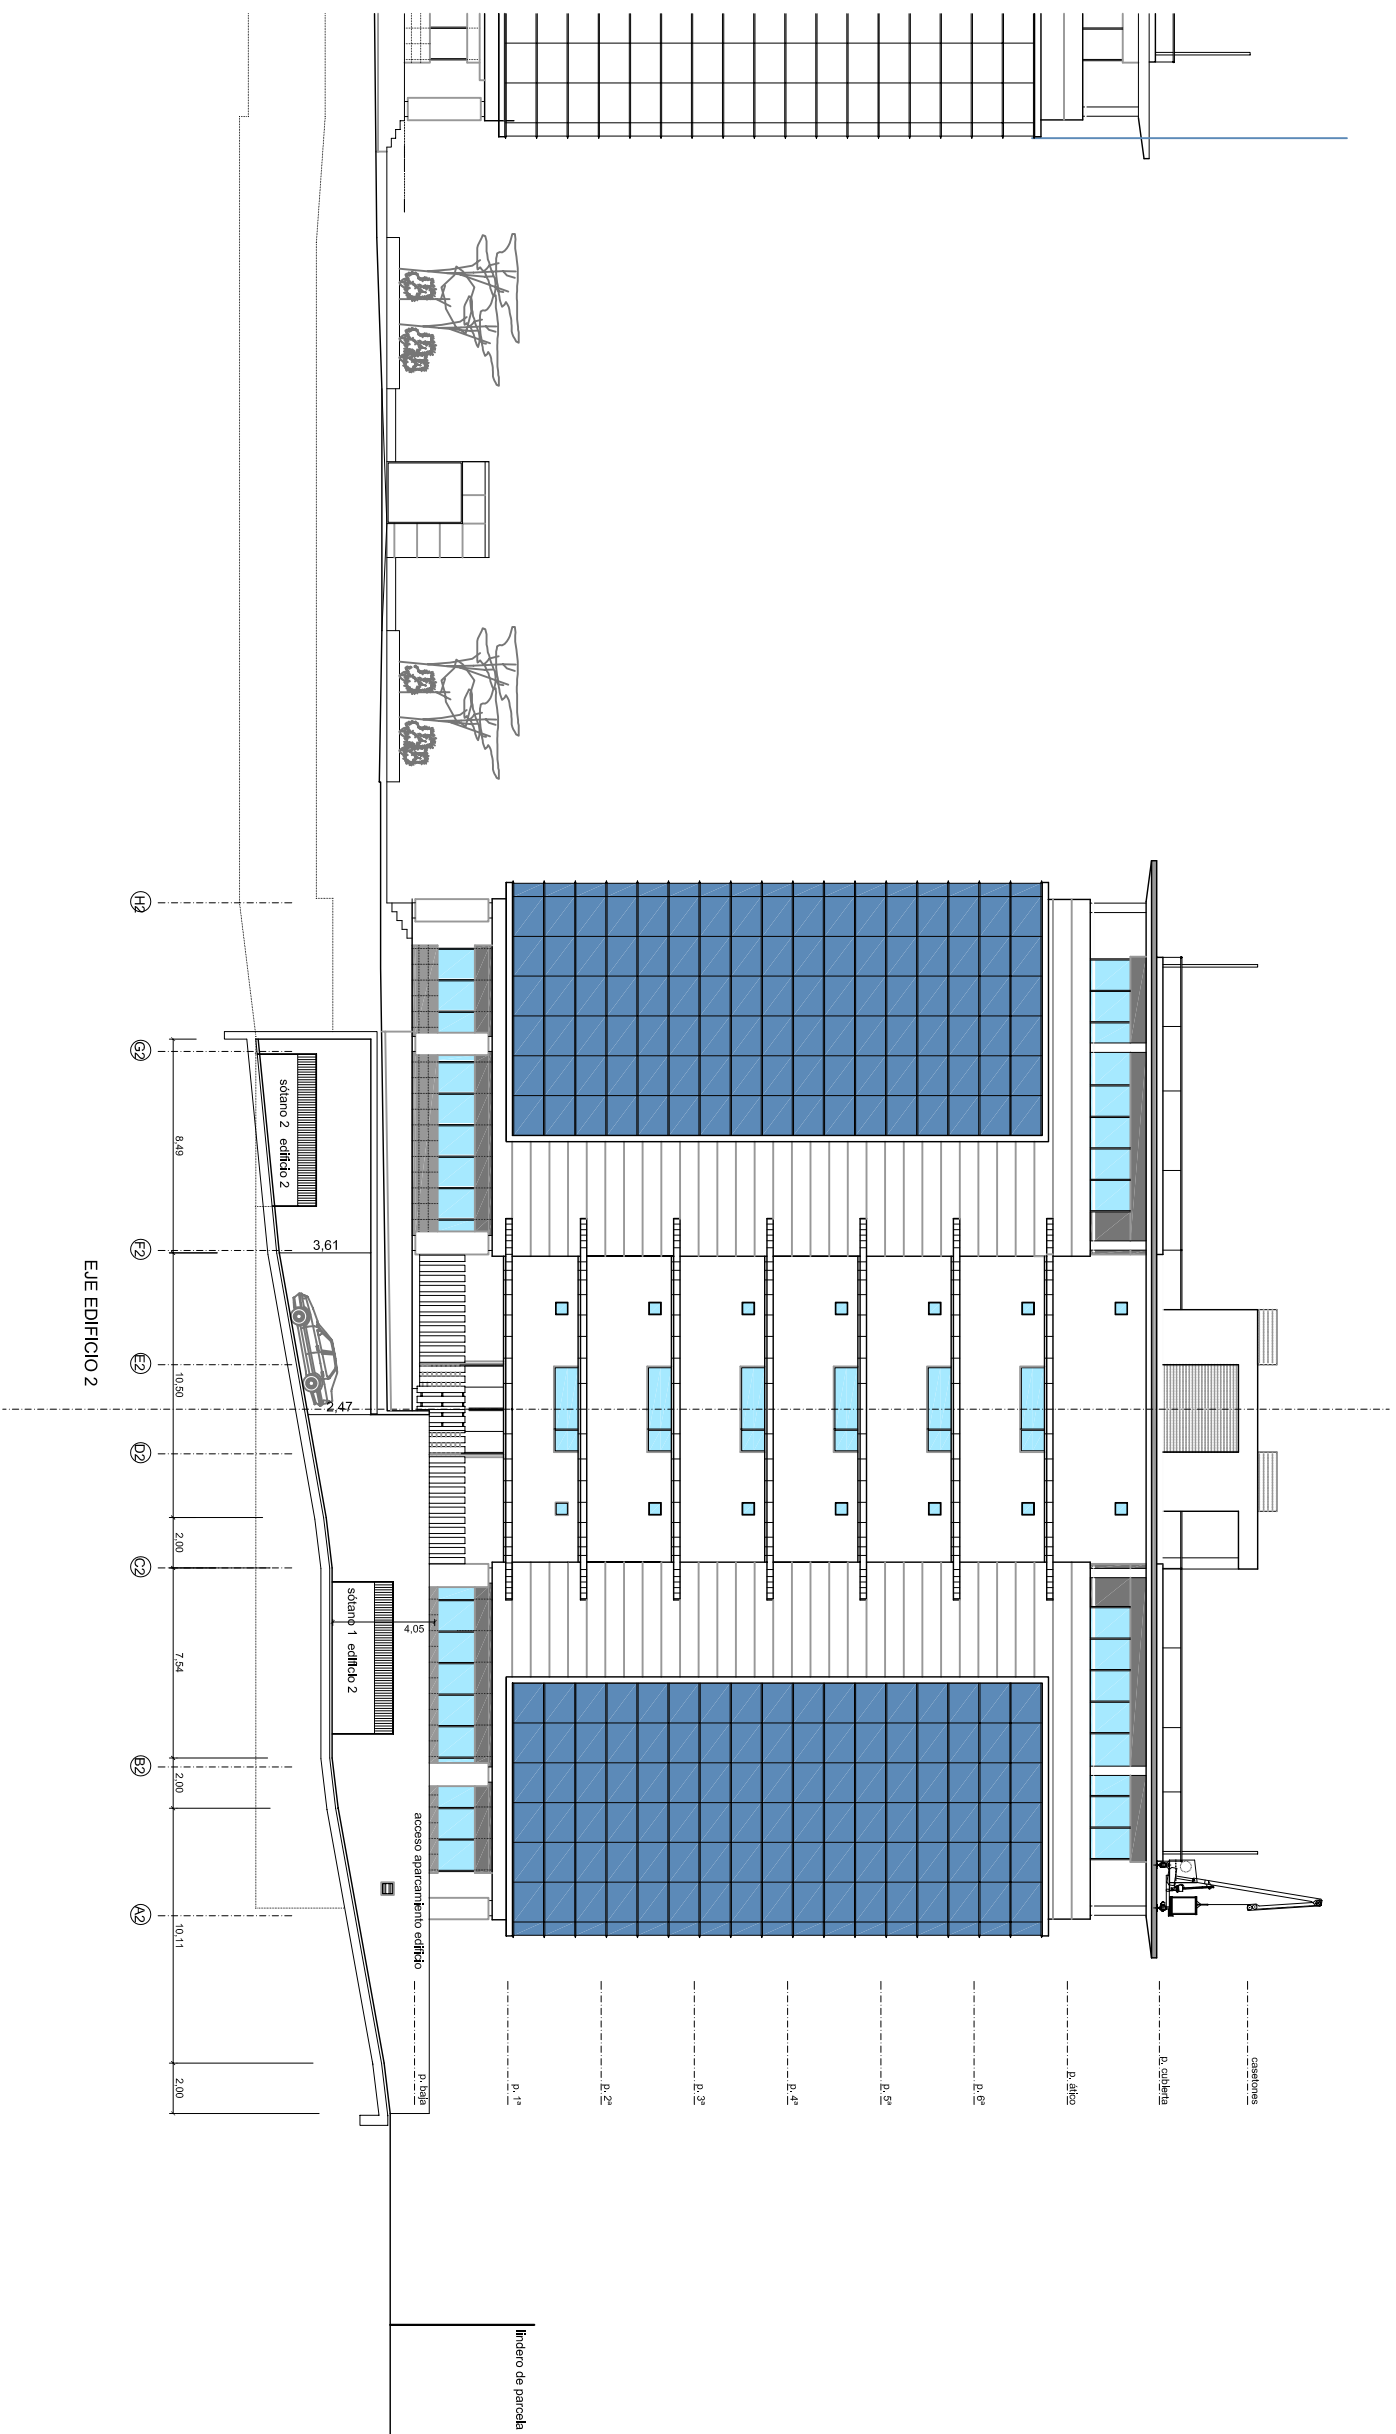 casetones
p. cubierta
p. ático
p. 6ª
p. 5ª
p. 4ª
p. 3ª
p. 2ª
p. 1ª
p. baja
lindero de parcela
acceso aparcamiento edificio
4,05
sótano 1 edificio 2
2,47
3,61
sótano 2 edificio 2
8,49
10,50
2,00
7,54
2,00
10,11
2,00
H2
G2
F2
E2
D2
C2
B2
A2
EJE EDIFICIO 2